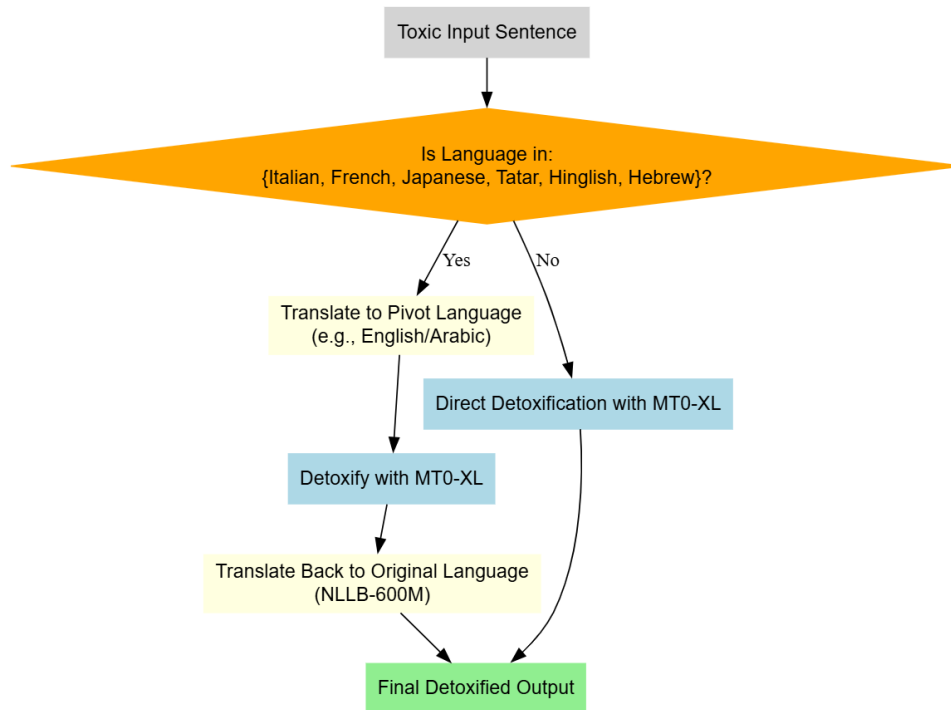 Toxic Input Sentence
Is Language in:
{Italian, French, Japanese, Tatar, Hinglish, Hebrew}?
Yes
No
Translate to Pivot Language
(e.g., English/Arabic)
Direct Detoxification with MT0-XL
Detoxify with MT0-XL
Translate Back to Original Language
(NLLB-600M)
Final Detoxified Output